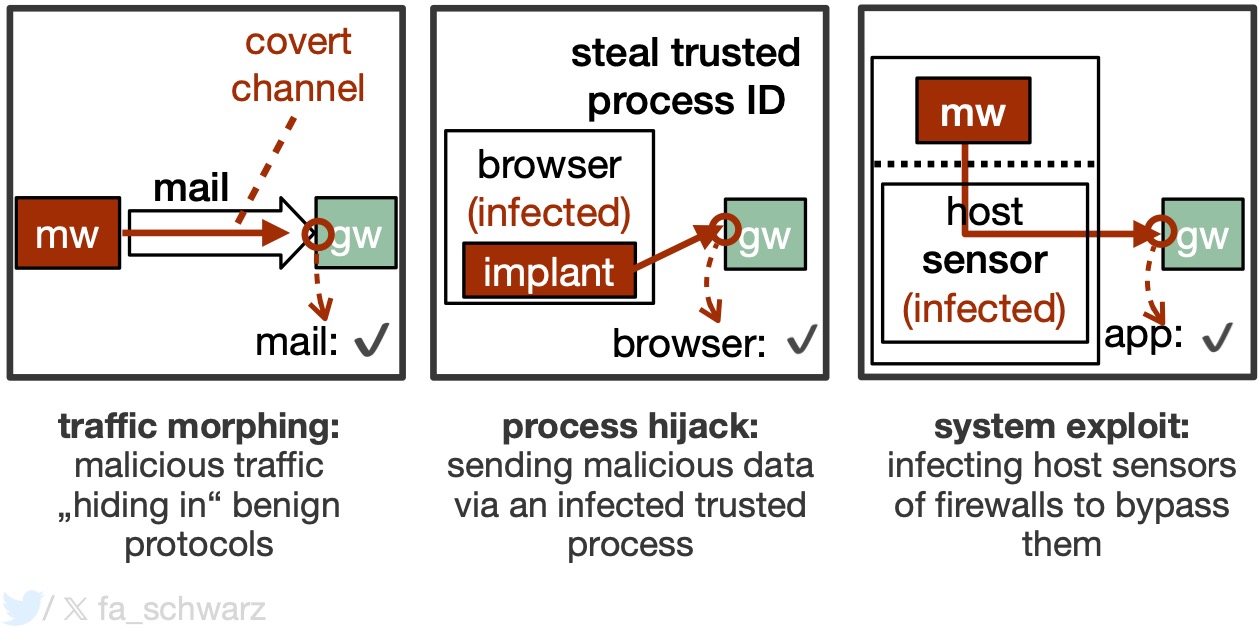 covert
channel
mail
mw
gw
mail: ✓
traffic morphing:
malicious traffic
„hiding in“ benign
protocols
steal trusted
process ID
browser
(infected)
implant
gw
browser: ✓
process hijack:
sending malicious data
via an infected trusted
process
mw
host
sensor
(infected)
gw
app: ✓
system exploit:
infecting host sensors
of firewalls to bypass
them
/ 𝕏 fa_schwarz